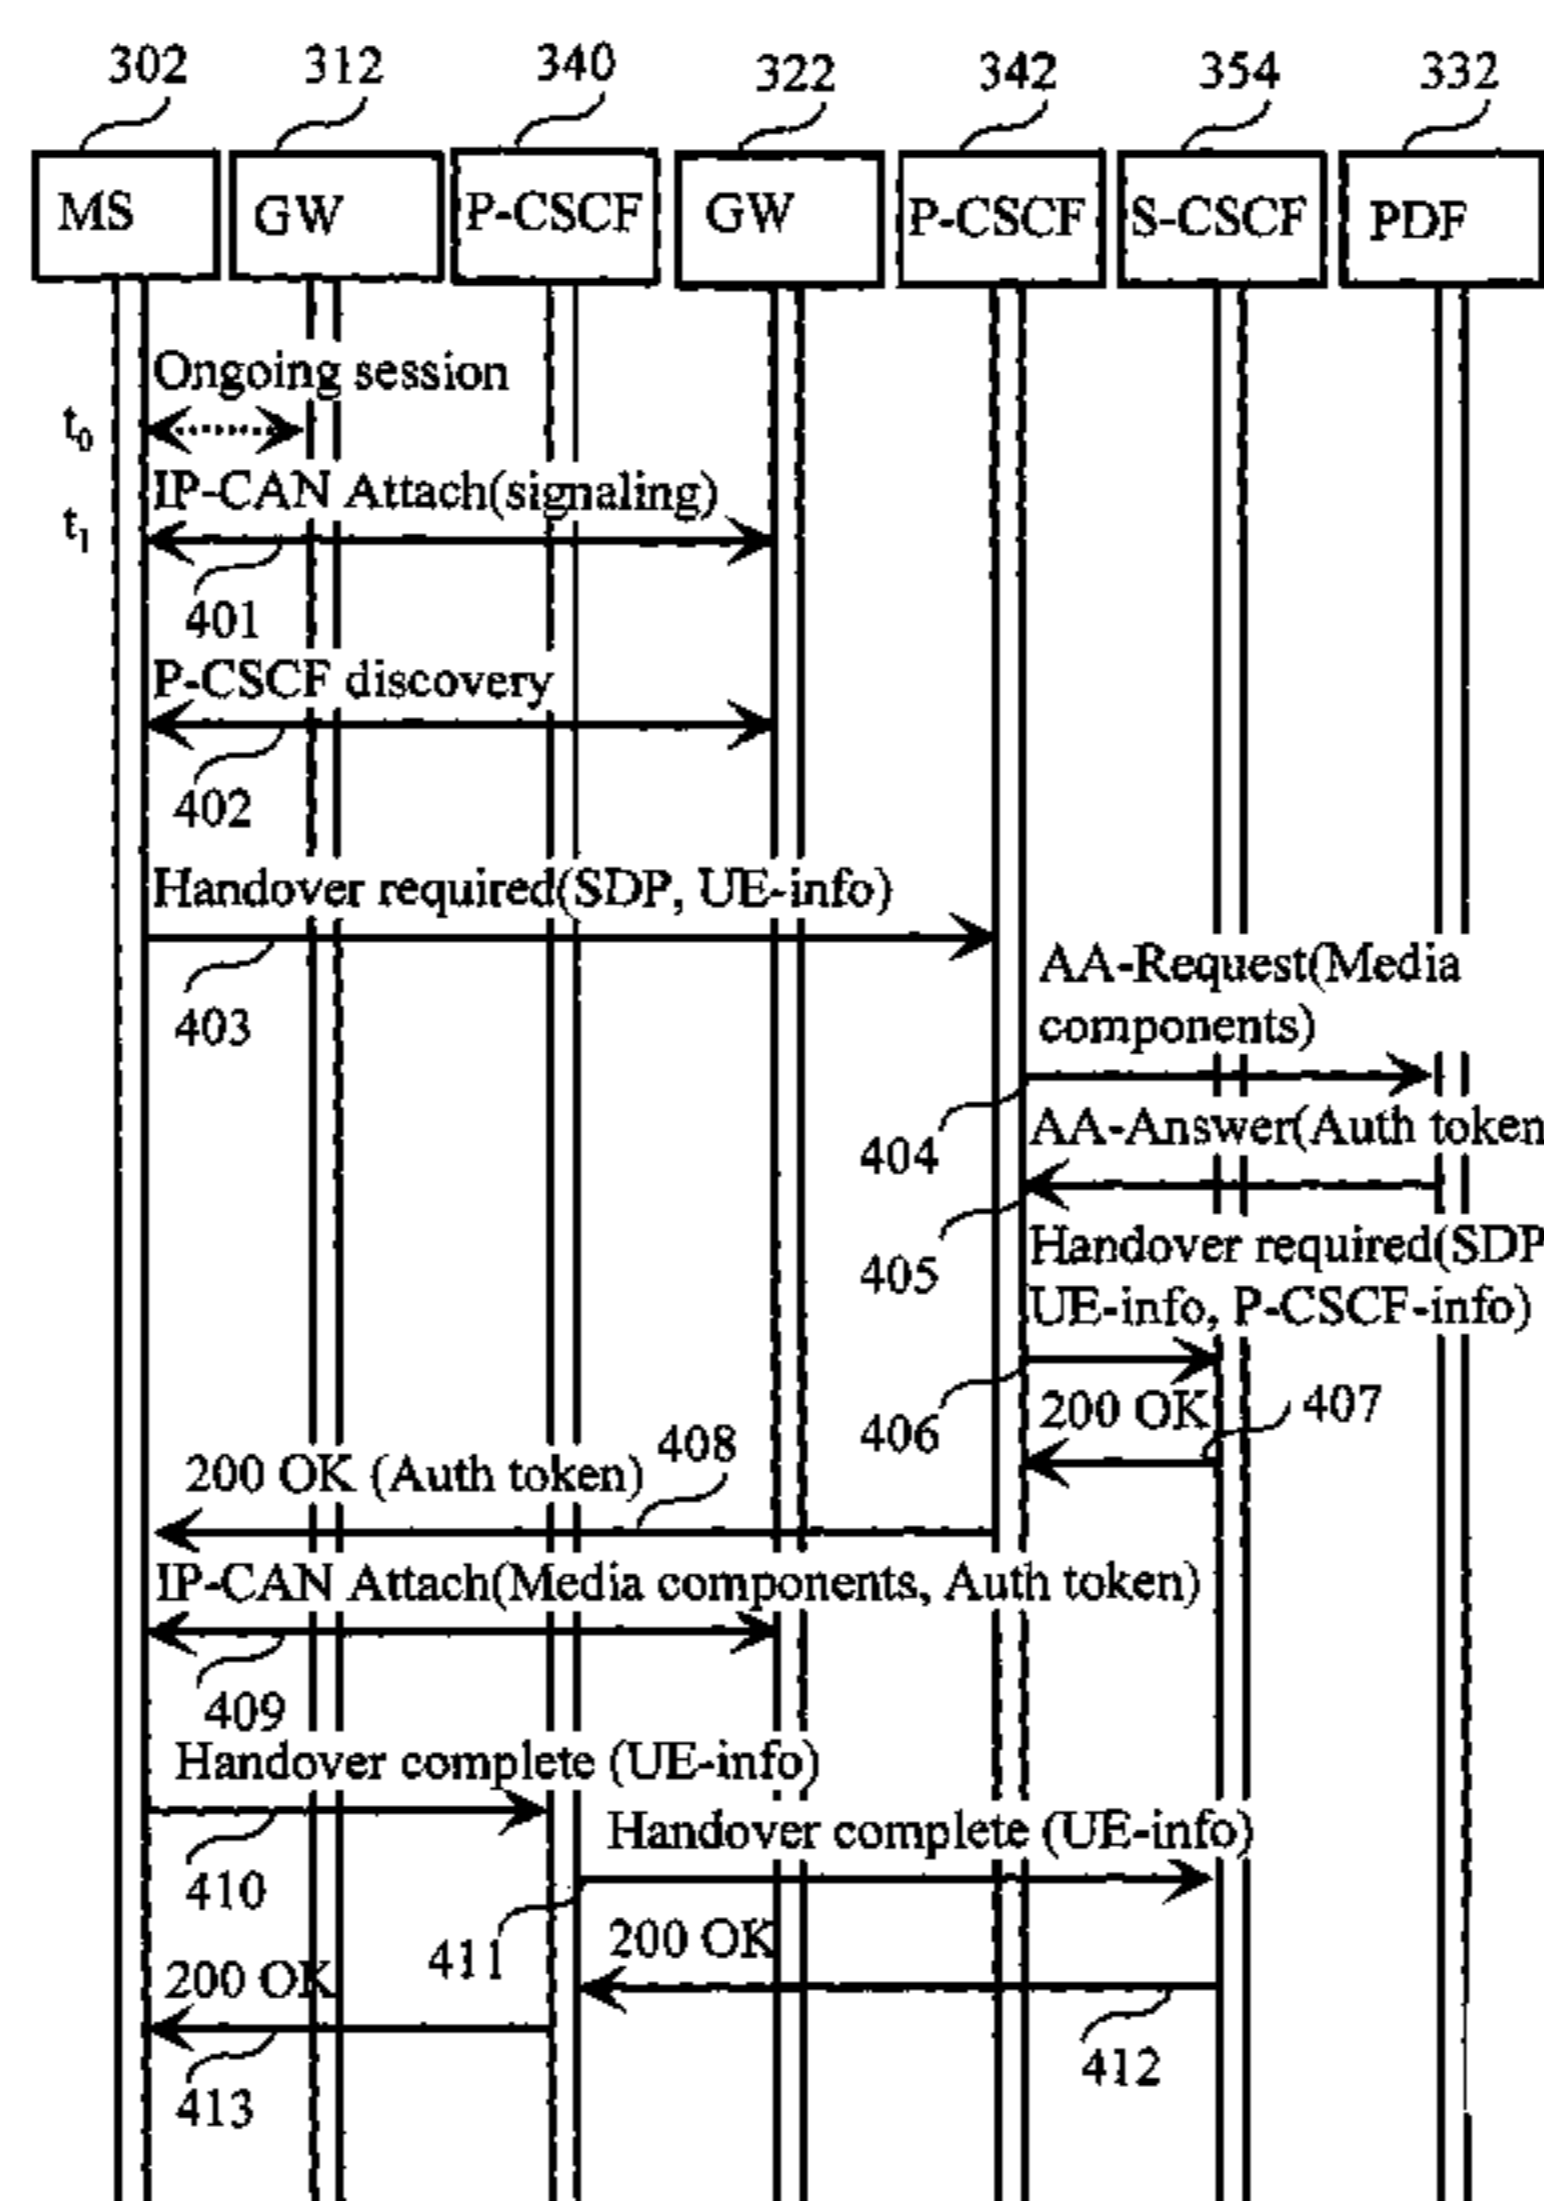 302 312 340 322 342 354 332
MS GW P-CSCF GW P-CSCF S-CSCF PDF
Ongoing session
t0
IP-CAN Attach(signaling)
t1
401
P-CSCF discovery
402
Handover required(SDP, UE-info)
403
AA-Request(Media
components)
404
AA-Answer(Auth token
405
Handover required(SDP
UE-info, P-CSCF-info)
406
200 OK
407
200 OK (Auth token)
408
IP-CAN Attach(Media components, Auth token)
409
Handover complete (UE-info)
410
Handover complete (UE-info)
411
200 OK
412
200 OK
413